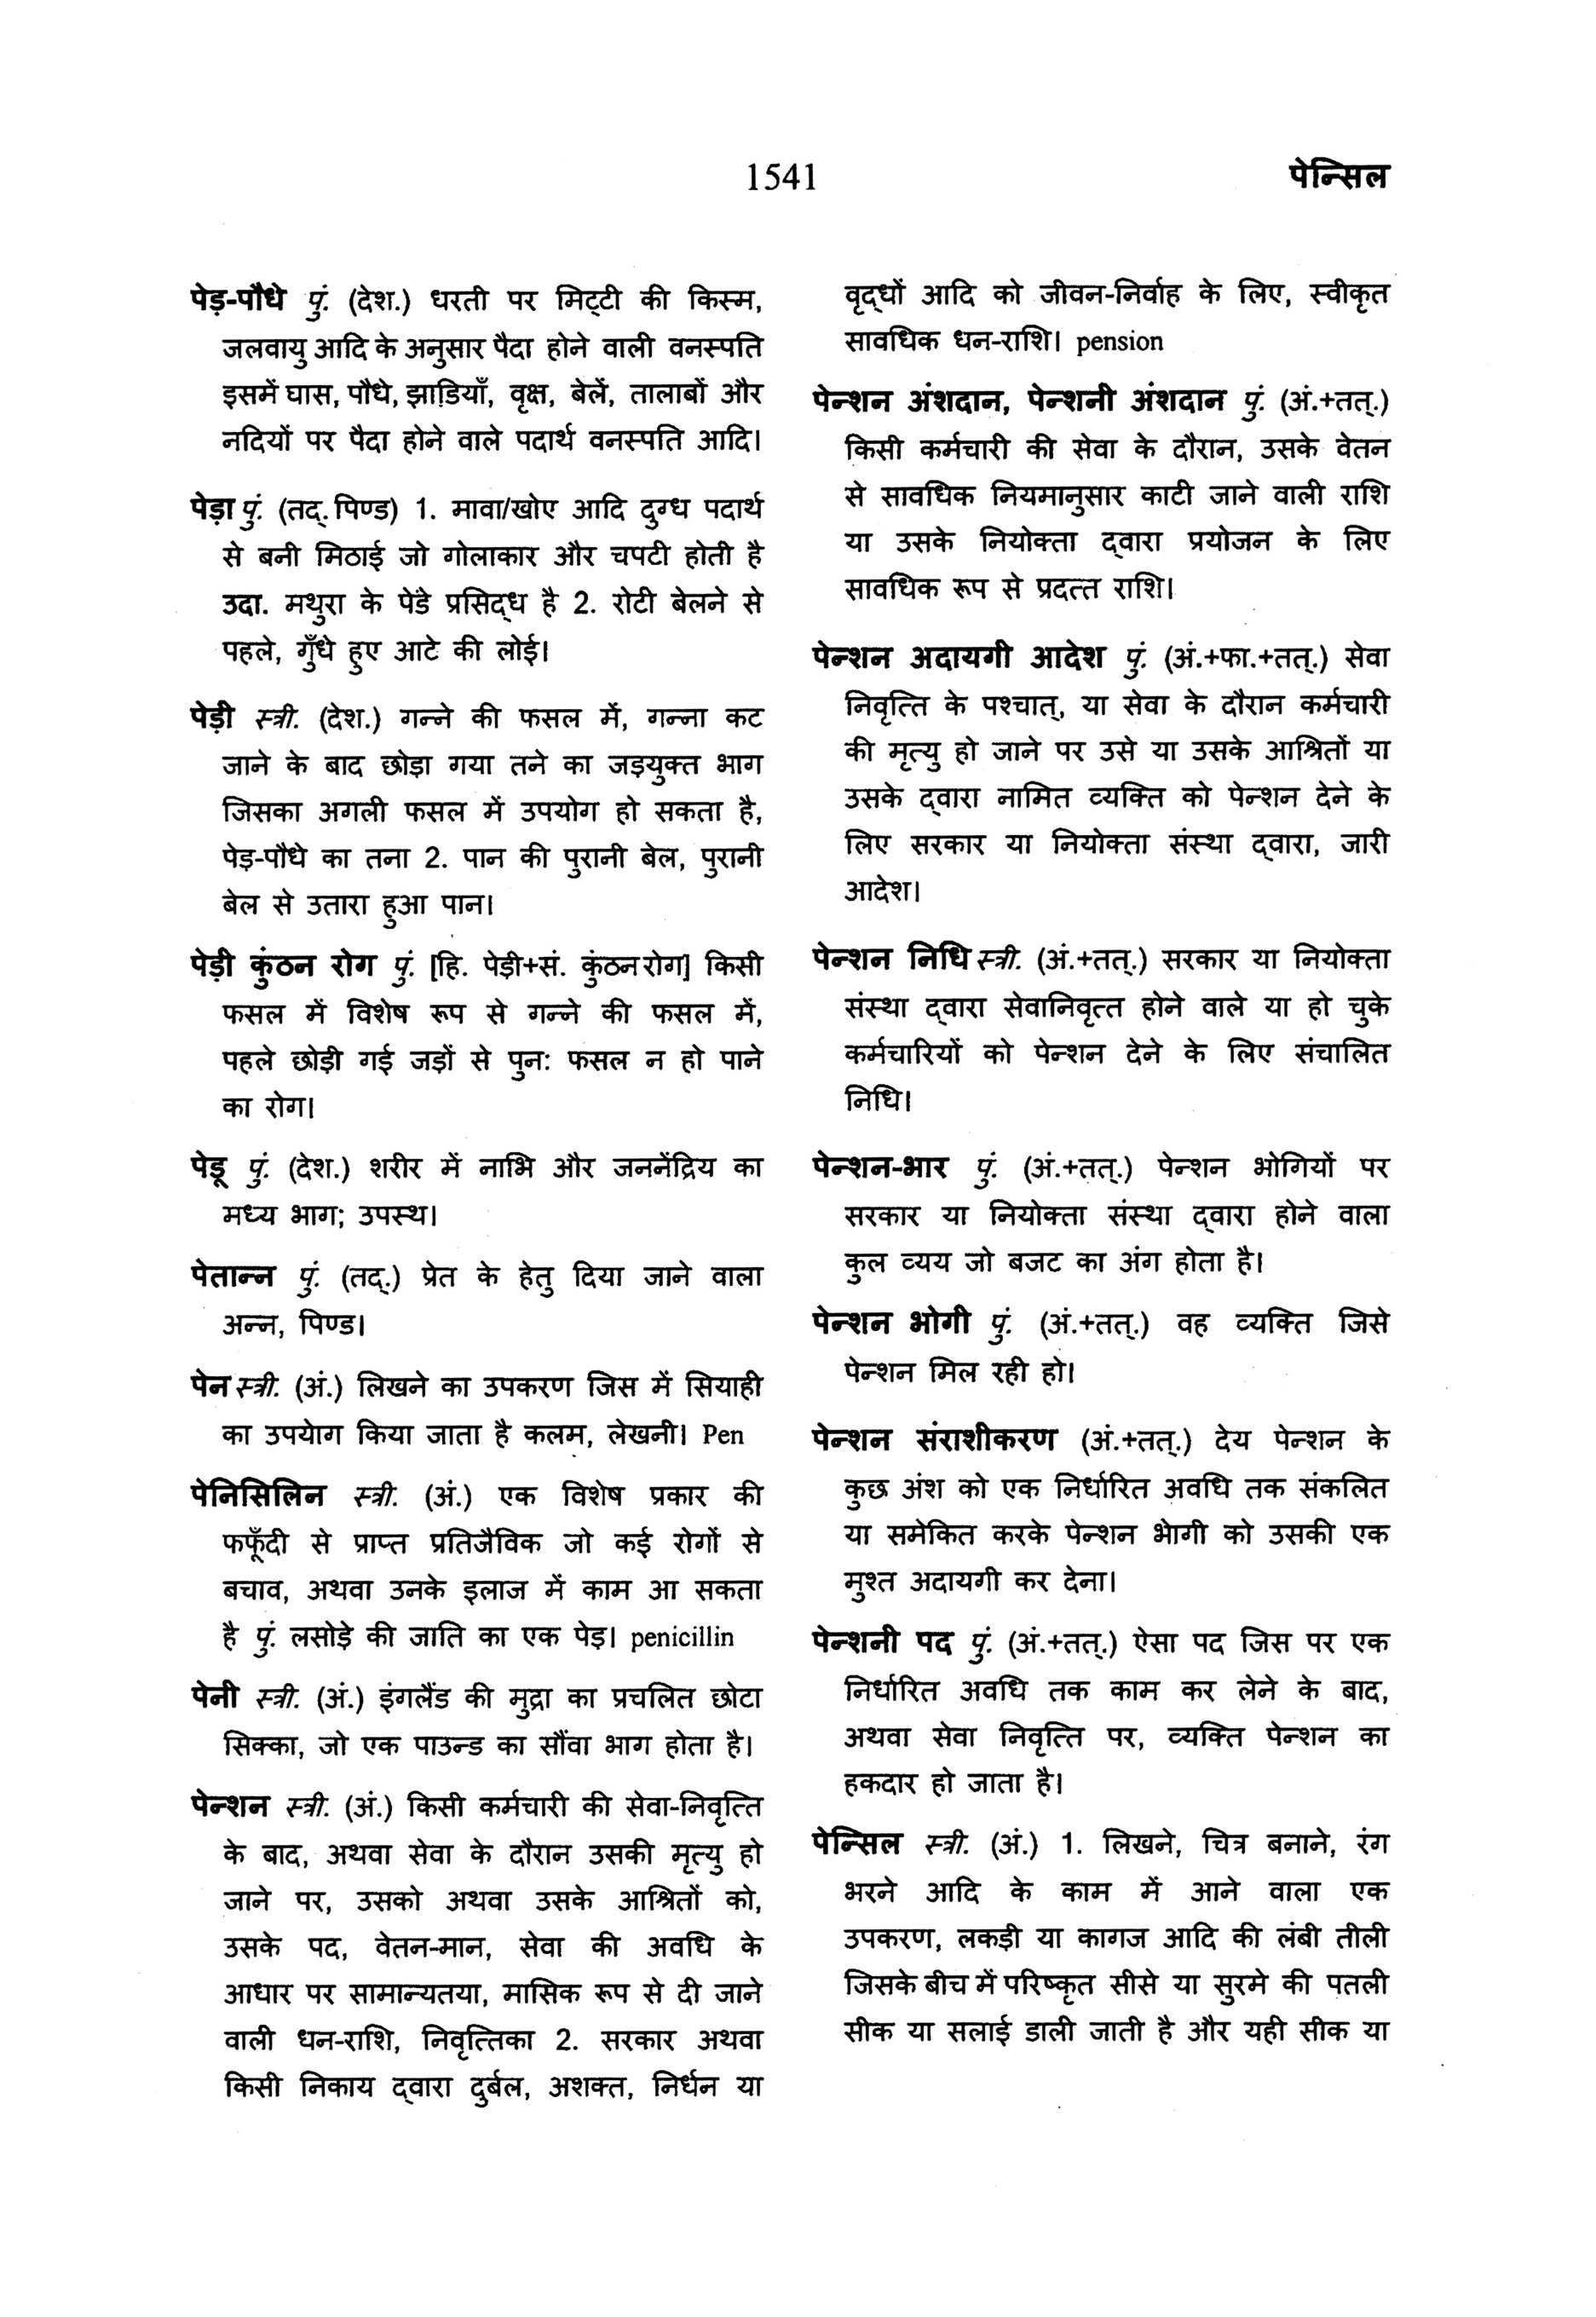 1541
पेन्सिल
पेड़-पौधे पुं. (देश.) धरती पर मिट्टी की किस्म,
जलवायु आदि के अनुसार पैदा होने वाली वनस्पति
इसमें घास, पौधे, झाडि़याँ, वृक्ष, बेलें, तालाबों और
नदियों पर पैदा होने वाले पदार्थ वनस्पति आदि।
पेड़ा पुं. (तद्.पिण्ड) 1. मावा/खोए आदि दुग्ध पदार्थ
से बनी मिठाई जो गोलाकार और चपटी होती है
उदा. मथुरा के पेडे प्रसिद्ध है 2. रोटी बेलने से
पहले, गुँधे हुए आटे की लोई।
पेड़ी स्त्री. (देश.) गन्ने की फसल में, गन्ना कट
जाने के बाद छोड़ा गया तने का जड़युक्त भाग
जिसका अगली फसल में उपयोग हो सकता है,
पेड़-पौधे का तना 2. पान की पुरानी बेल, पुरानी
बेल से उतारा हुआ पान।
पेड़ी कुंठन रोग पुं. [हि. पेड़ी+सं. कुंठनरोग] किसी
फसल में विशेष रूप से गन्ने की फसल में,
पहले छोड़ी गई जड़ों से पुन: फसल न हो पाने
का रोग।
पेडू पुं. (देश.) शरीर में नाभि और जननेंद्रिय का
मध्य भाग; उपस्थ।
पेतान्न पुं. (तद्.) प्रेत के हेतु दिया जाने वाला
अन्न, पिण्ड।
पेन स्त्री. (अं.) लिखने का उपकरण जिस में सियाही
का उपयेाग किया जाता है कलम, लेखनी। Pen
पेनिसिलिन स्त्री. (अं.) एक विशेष प्रकार की
फफूँदी से प्राप्त प्रतिजैविक जो कई रोगों से
बचाव, अथवा उनके इलाज में काम आ सकता
है पुं. लसोड़े की जाति का एक पेड़। penicillin
पेनी स्त्री. (अं.) इंगलैंड की मुद्रा का प्रचलित छोटा
सिक्का, जो एक पाउन्ड का सौंवा भाग होता है।
पेन्शन स्त्री. (अं.) किसी कर्मचारी की सेवा-निवृत्ति
के बाद, अथवा सेवा के दौरान उसकी मृत्यु हो
जाने पर, उसको अथवा उसके आश्रितों को,
उसके पद, वेतन-मान, सेवा की अवधि के
आधार पर सामान्यतया, मासिक रूप से दी जाने
वाली धन-राशि, निवृत्तिका 2. सरकार अथवा
किसी निकाय द्वारा दुर्बल, अशक्त, निर्धन या
वृद्धों आदि को जीवन-निर्वाह के लिए, स्वीकृत
सावधिक धन-राशि। pension
पेन्शन अंशदान, पेन्शनी अंशदान पुं. (अं.+तत्.)
किसी कर्मचारी की सेवा के दौरान, उसके वेतन
से सावधिक नियमानुसार काटी जाने वाली राशि
या उसके नियोक्ता द्वारा प्रयोजन के लिए
सावधिक रूप से प्रदत्त राशि।
पेन्शन अदायगी आदेश पुं. (अं.+फा.+तत्.) सेवा
निवृत्ति के पश्चात्, या सेवा के दौरान कर्मचारी
की मृत्यु हो जाने पर उसे या उसके आश्रितों या
उसके द्वारा नामित व्यक्ति को पेन्शन देने के
लिए सरकार या नियोक्ता संस्था द्वारा, जारी
आदेश।
पेन्शन निधि स्त्री. (अं.+तत्.) सरकार या नियोक्ता
संस्था द्वारा सेवानिवृत्त होने वाले या हो चुके
कर्मचारियों को पेन्शन देने के लिए संचालित
निधि।
पेन्शन-भार पुं. (अं.+तत्.) पेन्शन भोगियों पर
सरकार या नियोक्ता संस्था द्वारा होने वाला
कुल व्यय जो बजट का अंग होता है।
पेन्शन भोगी पुं. (अं.+तत्.) वह व्यक्ति जिसे
पेन्शन मिल रही हो।
पेन्शन संराशीकरण (अं.+तत्.) देय पेन्शन के
कुछ अंश को एक निर्धारित अवधि तक संकलित
या समेकित करके पेन्शन भेागी को उसकी एक
मुश्त अदायगी कर देना।
पेन्शनी पद पुं. (अं.+तत्.) ऐसा पद जिस पर एक
निर्धारित अवधि तक काम कर लेने के बाद,
अथवा सेवा निवृत्ति पर, व्यक्ति पेन्शन का
हकदार हो जाता है।
पेन्सिल स्त्री. (अं.) 1. लिखने, चित्र बनाने, रंग
भरने आदि के काम में आने वाला एक
उपकरण, लकड़ी या कागज आदि की लंबी तीली
जिसके बीच में परिष्कृत सीसे या सुरमे की पतली
सीक या सलाई डाली जाती है और यही सीक या